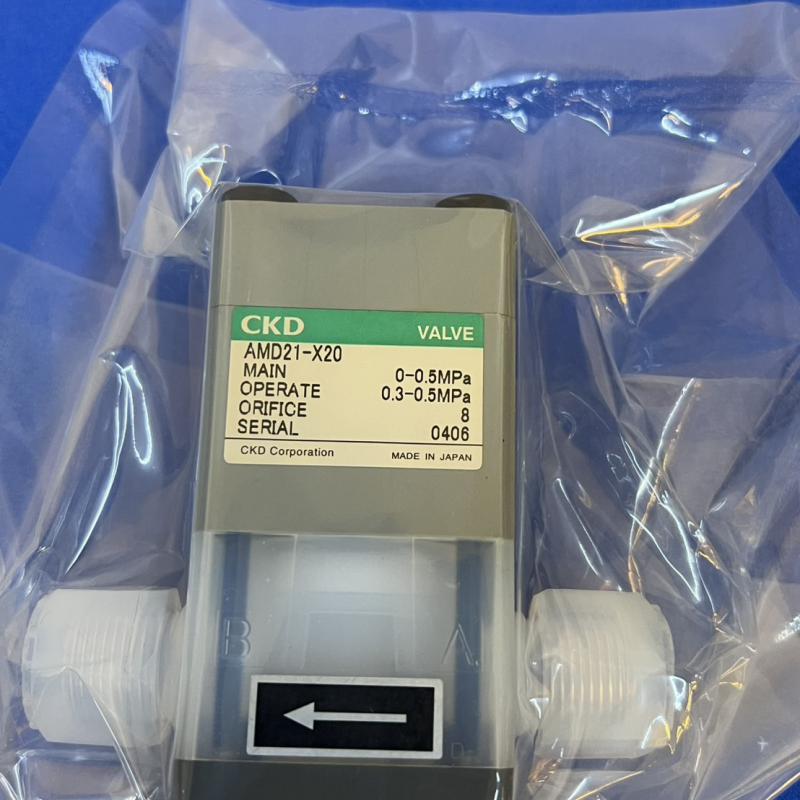 CKD VALVE
AMD21-X20
MAIN 0-0.5MPa
OPERATE 0.3-0.5MPa
ORIFICE 8
SERIAL 0406
CKD Corporation MADE IN JAPAN
B A